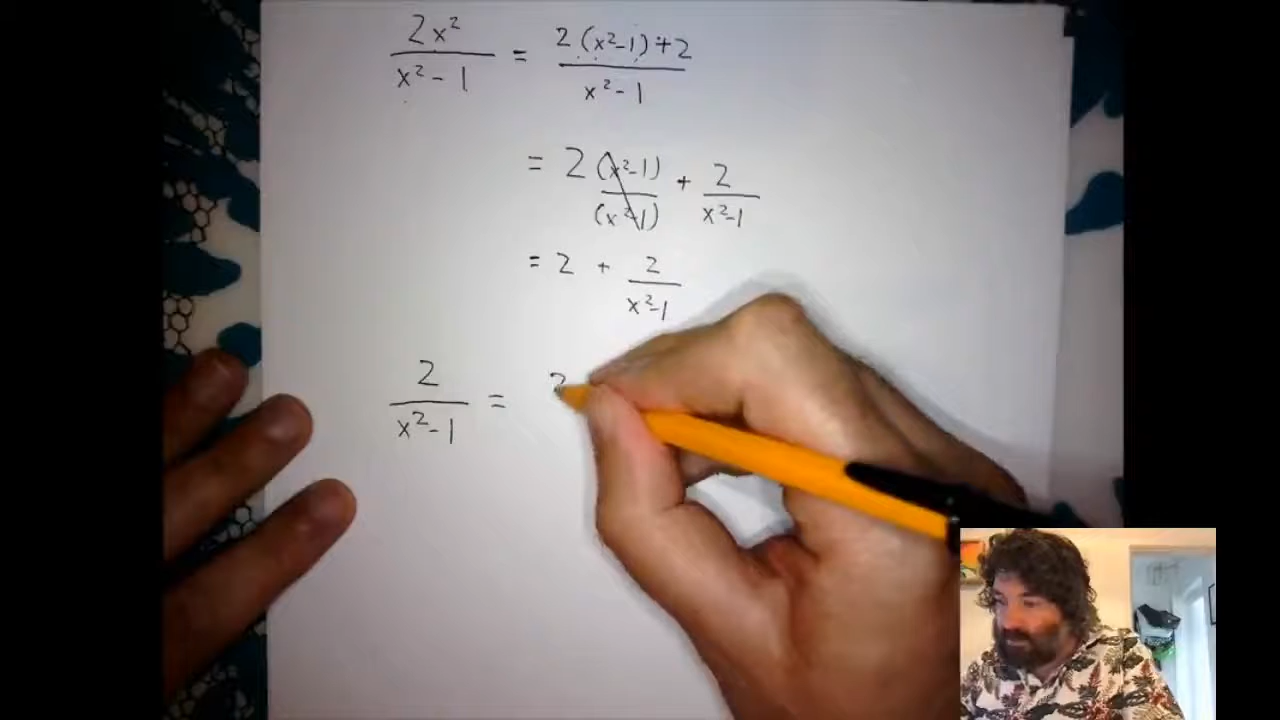 2x² / x² - 1 = 2(x²-1)+2 / x² - 1
= 2 (x²-1) / (x²-1) + 2 / x²-1
= 2 + 2 / x²-1
2 / x²-1 = 2